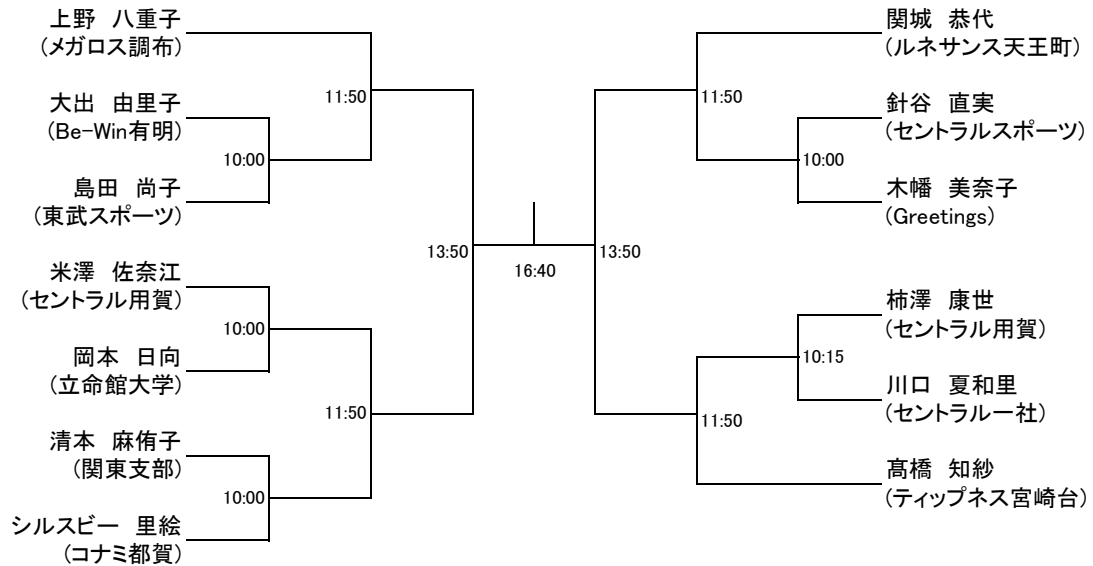 上野　八重子
（メガロス調布）
大出　由里子
（Be-Win有明）
島田　尚子
（東武スポーツ）
米澤　佐奈江
（セントラル用賀）
岡本　日向
（立命館大学）
清本　麻侑子
（関東支部）
シルスビー　里絵
（コナミ都賀）
11:50
10:00
10:00
11:50
10:00
13:50
16:40
13:50
11:50
10:00
10:15
11:50
関城　恭代
（ルネサンス天王町）
針谷　直実
（セントラルスポーツ）
木幡　美奈子
（Greetings）
柿澤　康世
（セントラル用賀）
川口　夏和里
（セントラル一社）
髙橋　知紗
（ティップネス宮崎台）